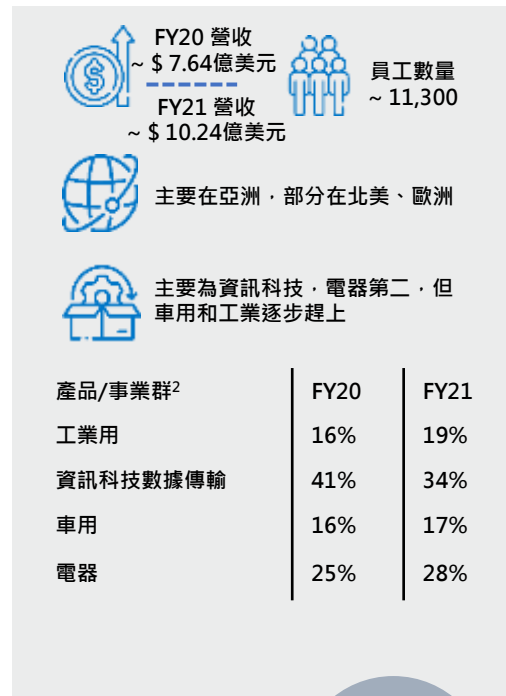 FY20 營收
~ $ 7.64億美元
FY21 營收
~ $ 10.24億美元
員工數量
~ 11,300
主要在亞洲，部分在北美、歐洲
主要為資訊科技，電器第二，但
車用和工業逐步趕上
產品/事業群2 FY20 FY21
工業用 16% 19%
資訊科技數據傳輸 41% 34%
車用 16% 17%
電器 25% 28%